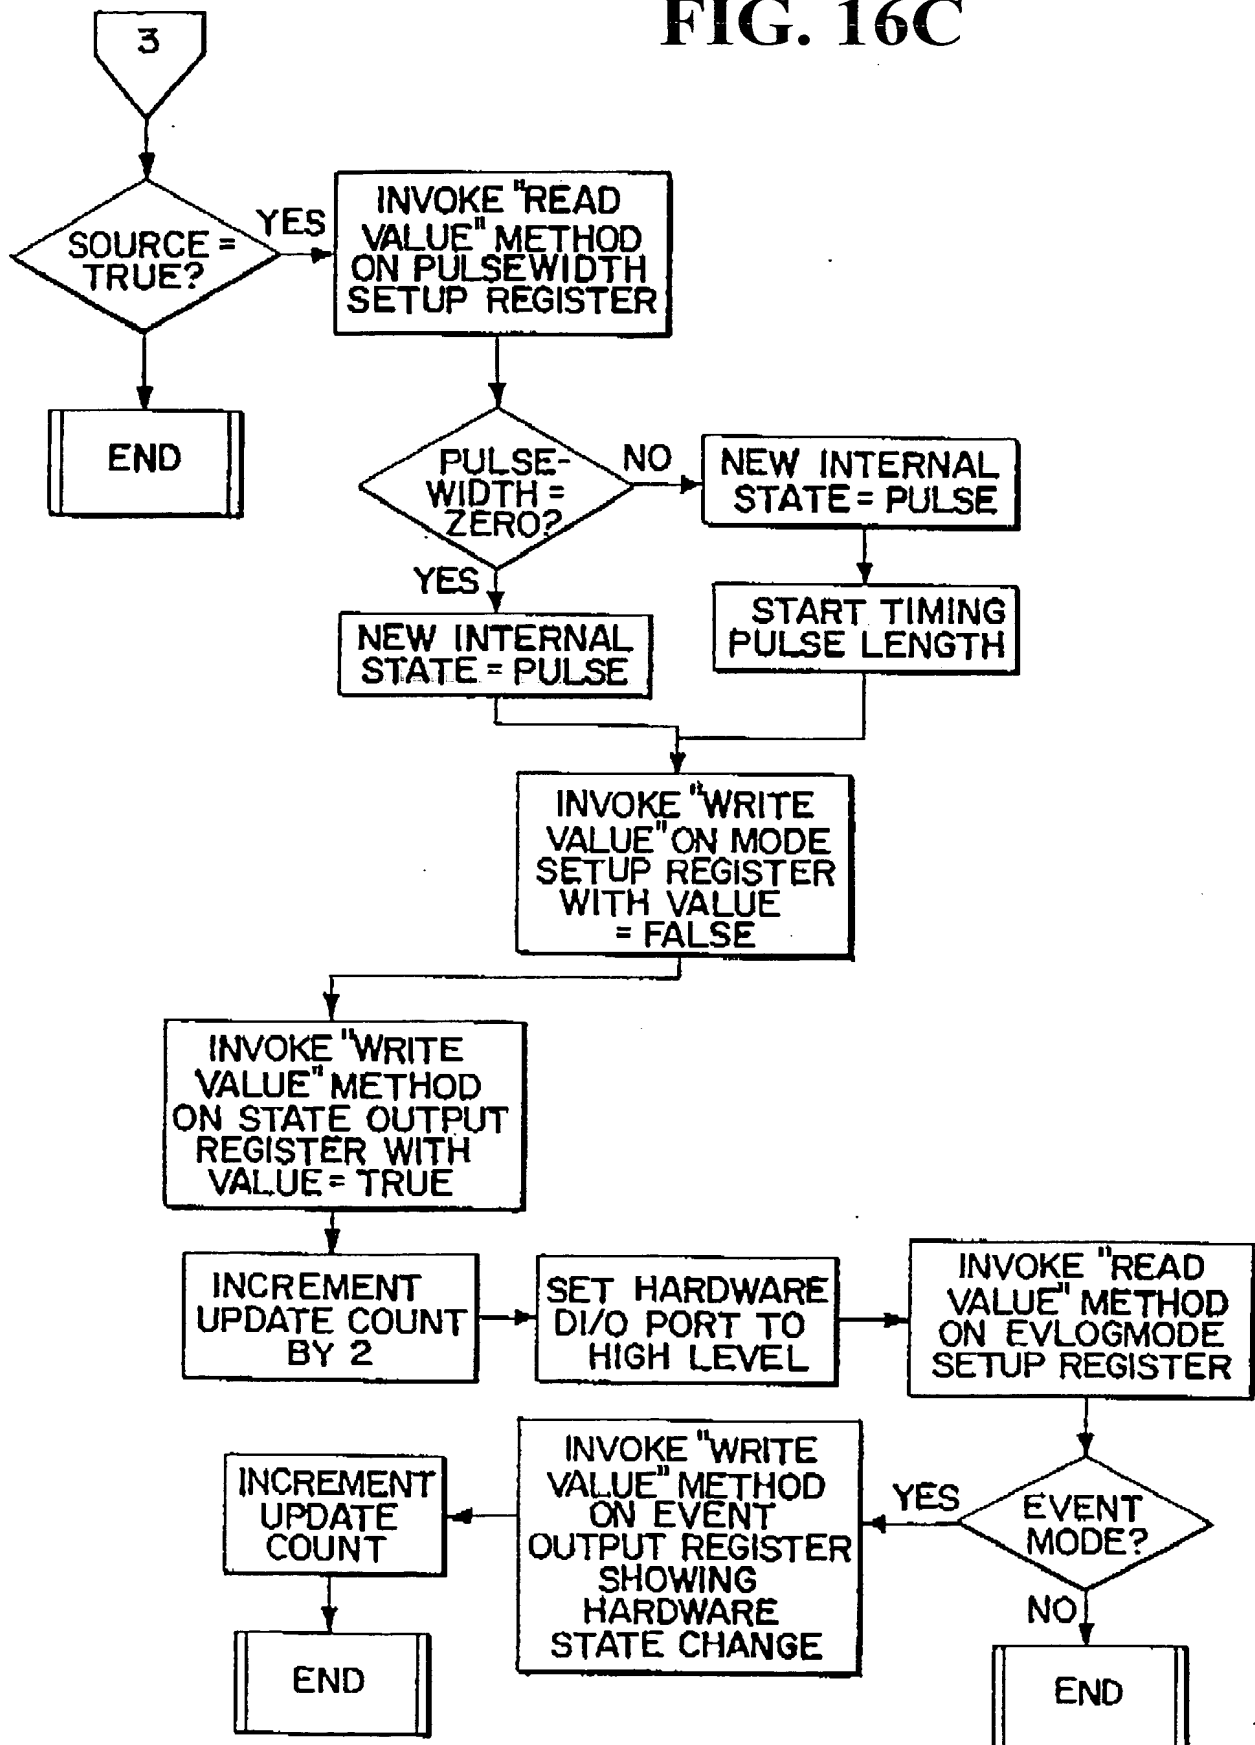 FIG. 16C
3
SOURCE =
TRUE?
YES
INVOKE "READ
VALUE" METHOD
ON PULSEWIDTH
SETUP REGISTER
END
PULSE-
WIDTH =
ZERO?
NO
NEW INTERNAL
STATE = PULSE
YES
START TIMING
PULSE LENGTH
NEW INTERNAL
STATE = PULSE
INVOKE "WRITE
VALUE" ON MODE
SETUP REGISTER
WITH VALUE
= FALSE
INVOKE "WRITE
VALUE" METHOD
ON STATE OUTPUT
REGISTER WITH
VALUE = TRUE
INCREMENT
UPDATE COUNT
BY 2
SET HARDWARE
DI/O PORT TO
HIGH LEVEL
INVOKE "READ
VALUE" METHOD
ON EVLOGMODE
SETUP REGISTER
EVENT
MODE?
YES
INVOKE "WRITE
VALUE" METHOD
ON EVENT
OUTPUT REGISTER
SHOWING
HARDWARE
STATE CHANGE
INCREMENT
UPDATE
COUNT
END
NO
END